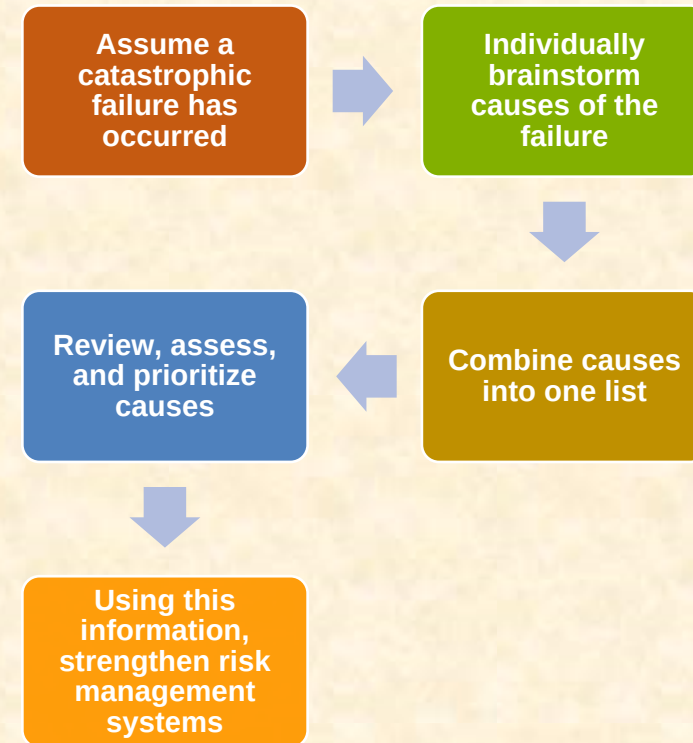 Assume a
catastrophic
failure has
occurred
Individually
brainstorm
causes of the
failure
Combine causes
into one list
Review, assess,
and prioritize
causes
Using this
information,
strengthen risk
management
systems